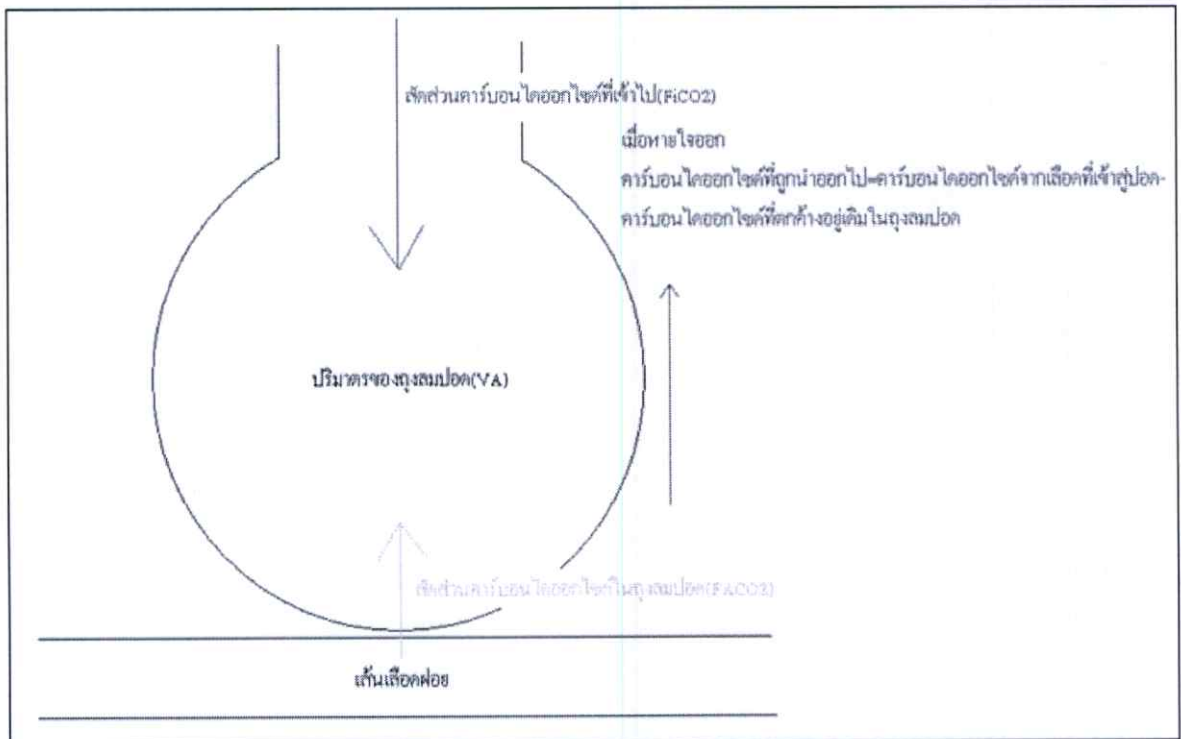 สัดส่วนคาร์บอนไดออกไซด์ที่เข้าไป(FiCO2)
เมื่อหายใจออก
คาร์บอนไดออกไซด์ที่ถูกนำออกไป=คาร์บอนไดออกไซด์จากเลือดที่เข้าสู่ปอด-
คาร์บอนไดออกไซด์ที่ตกค้างอยู่เดิมในถุงลมปอด
ปริมาตรของถุงลมปอด(VA)
สัดส่วนคาร์บอนไดออกไซด์ในถุงลมปอด(FACO2)
เส้นเลือดฝอย